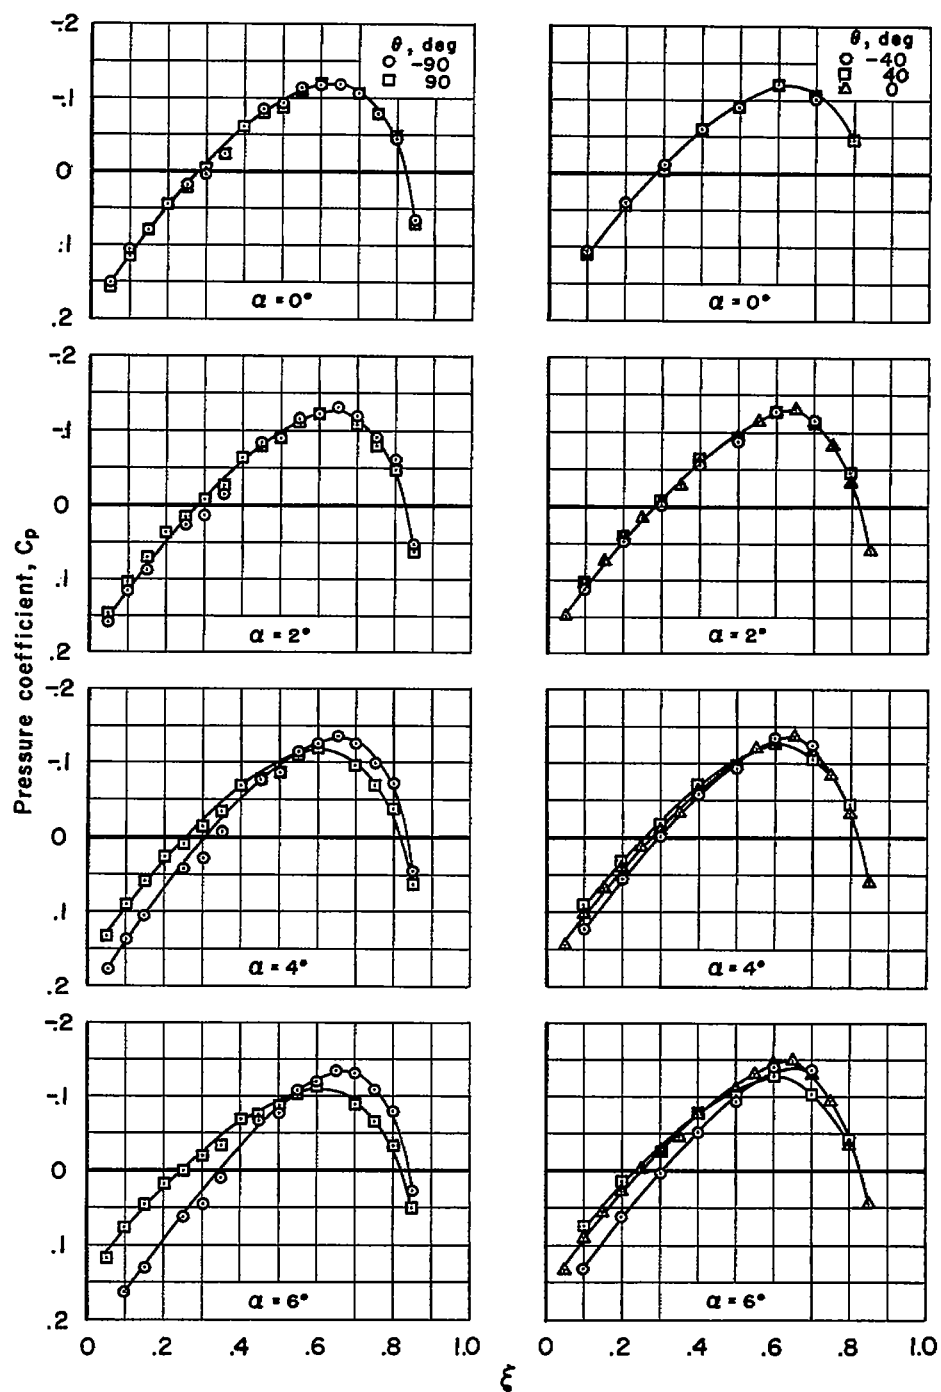 -.2
-.1
0
.1
.2
θ, deg
-90
90
α = 0°
θ, deg
-40
40
0
α = 0°
-.2
-.1
0
.1
.2
α = 2°
α = 2°
Pressure coefficient, Cp
-.2
-.1
0
.1
.2
α = 4°
α = 4°
-.2
-.1
0
.1
.2
α = 6°
α = 6°
0 .2 .4 .6 .8 1.0
0 .2 .4 .6 .8 1.0
ξ